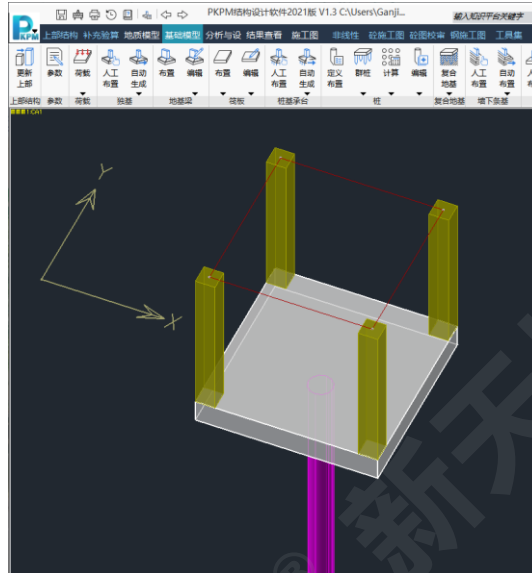 PKPM结构设计软件2021版 V1.3 C:\Users\Ganji...
输入知识平台关键字
PKPM
上部结构 补充验算 地质模型 基础模型 分析与设 结果查看 施工图 非线性 砼施工图 砼图校审 钢施工图 工具集
更新上部 参数 荷载 人工布置 自动生成 布置 编辑 布置 编辑 人工布置 自动生成 定义布置 群桩 计算 编辑 复合地基 人工布置 自动布置
上部结构 参数 荷载 独基 地基梁 筏板 桩基承台 桩 复合地基 墙下条基
Y
X
新天
®